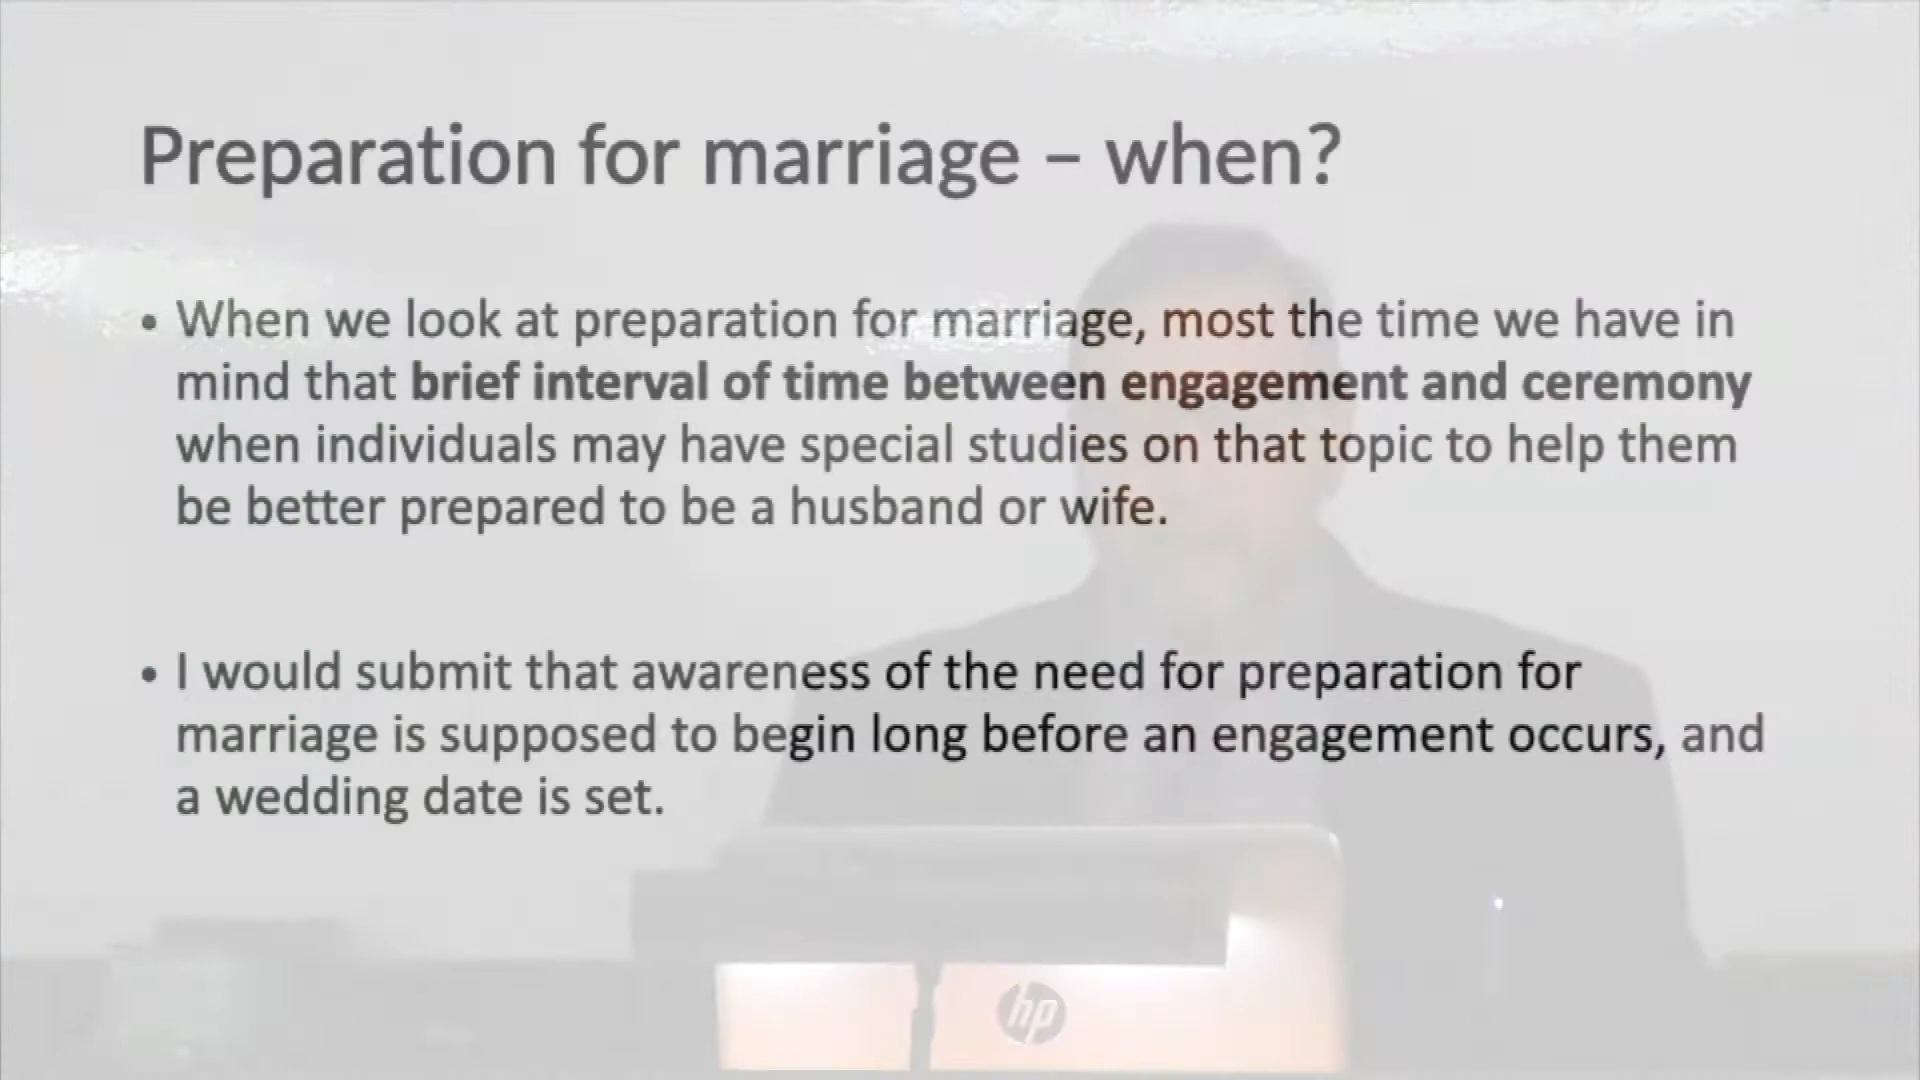 Preparation for marriage – when?
• When we look at preparation for marriage, most the time we have in
mind that brief interval of time between engagement and ceremony
when individuals may have special studies on that topic to help them
be better prepared to be a husband or wife.
• I would submit that awareness of the need for preparation for
marriage is supposed to begin long before an engagement occurs, and
a wedding date is set.
hp